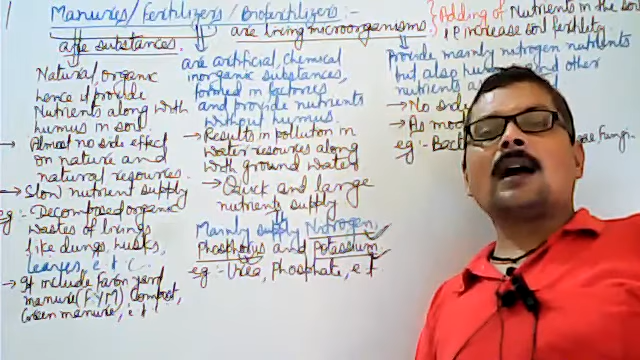 Manures/Fertilizers/Biofertilizers:-
are substances.
are living microorganisms.
Adding of Nutrients in the soil
i.e increase soil fertility
Natural, organic
hence it provide
Nutrients along with
humus in soil.
→ Almost no side effect
on nature and
natural resources.
→ Slow nutrient supply
eg:- Decomposed organic
wastes of livings
like dungs, husks,
leaves, e.t.c.
→ It include Farm yard
manure (FYM) compost,
Green manure, e.t.
are artificial, chemical
inorganic substances,
formed in factories
and provide nutrients
without humus.
→ Results in pollution in
water resources along
with ground water
→ Quick and large
nutrients supply
Mainly supply Nitrogen,
Phosphorus and Potassium.
eg:- Urea, Phosphate, e.t.
Provide mainly nitrogen nutrients
but also and other
nutrients
→ No side
→ As
eg:- Fungi.